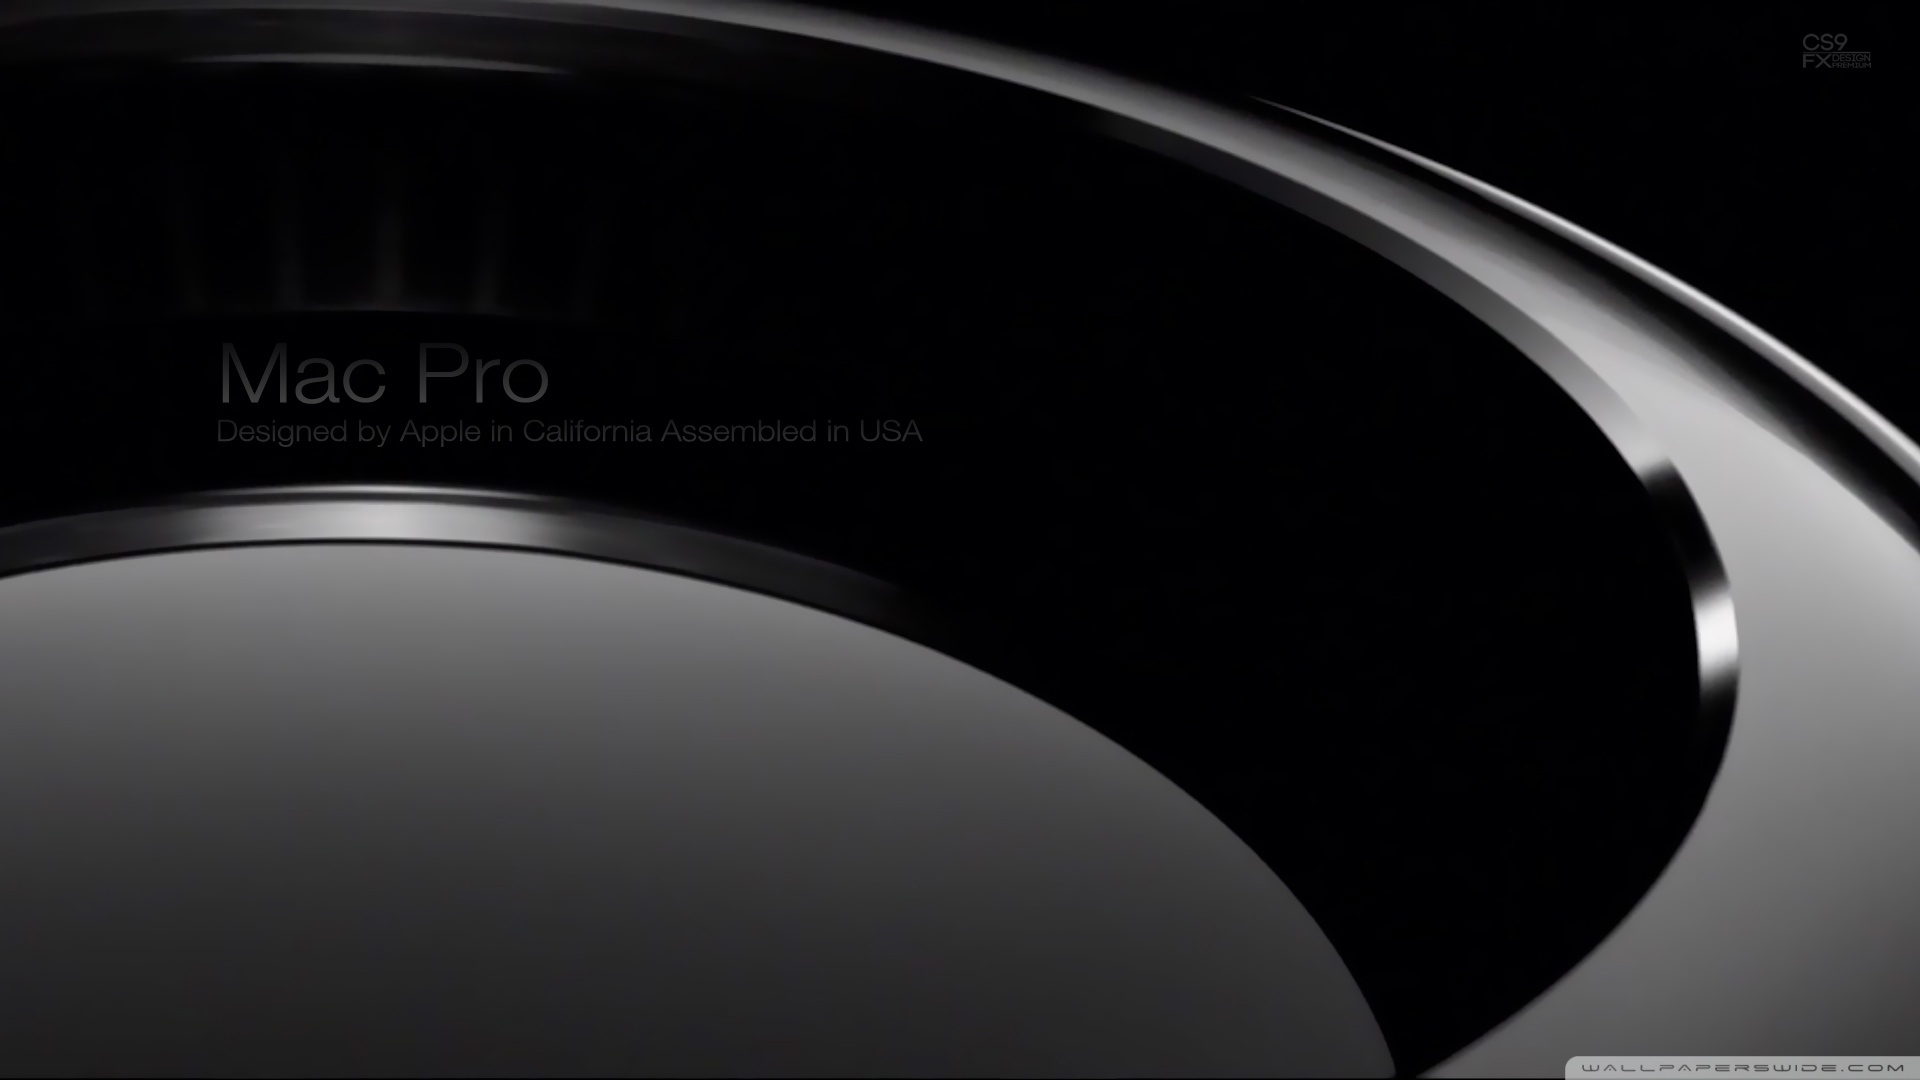 CS9
FX DESIGN
PREMIUM
Mac Pro
Designed by Apple in California Assembled in USA
WALLPAPERSWIDE.COM